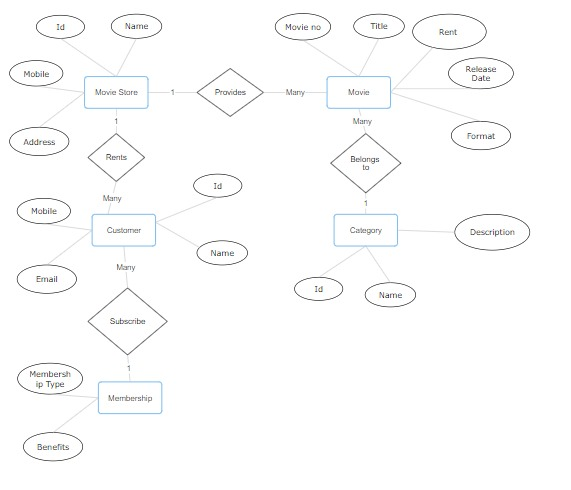 Id
Name
Movie no
Title
Rent
Mobile
Movie Store
1
Provides
Many
Movie
Release
Date
Address
1
Many
Format
Rents
Belongs
to
Many
Id
1
Mobile
Customer
Category
Description
Name
Email
Many
Id
Name
Subscribe
1
Membersh
ip Type
Membership
Benefits